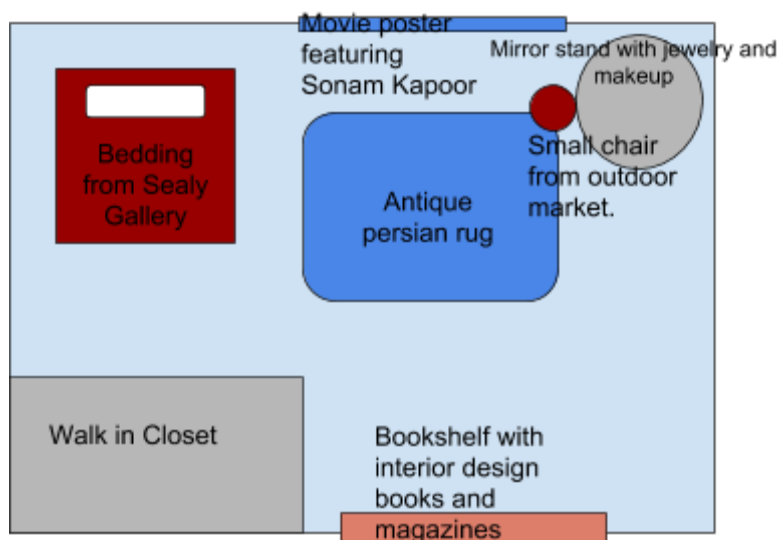 Movie poster
featuring
Sonam Kapoor
Mirror stand with jewelry and
makeup
Bedding
from Sealy
Gallery
Small chair
from outdoor
market.
Antique
persian rug
Walk in Closet
Bookshelf with
interior design
books and
magazines